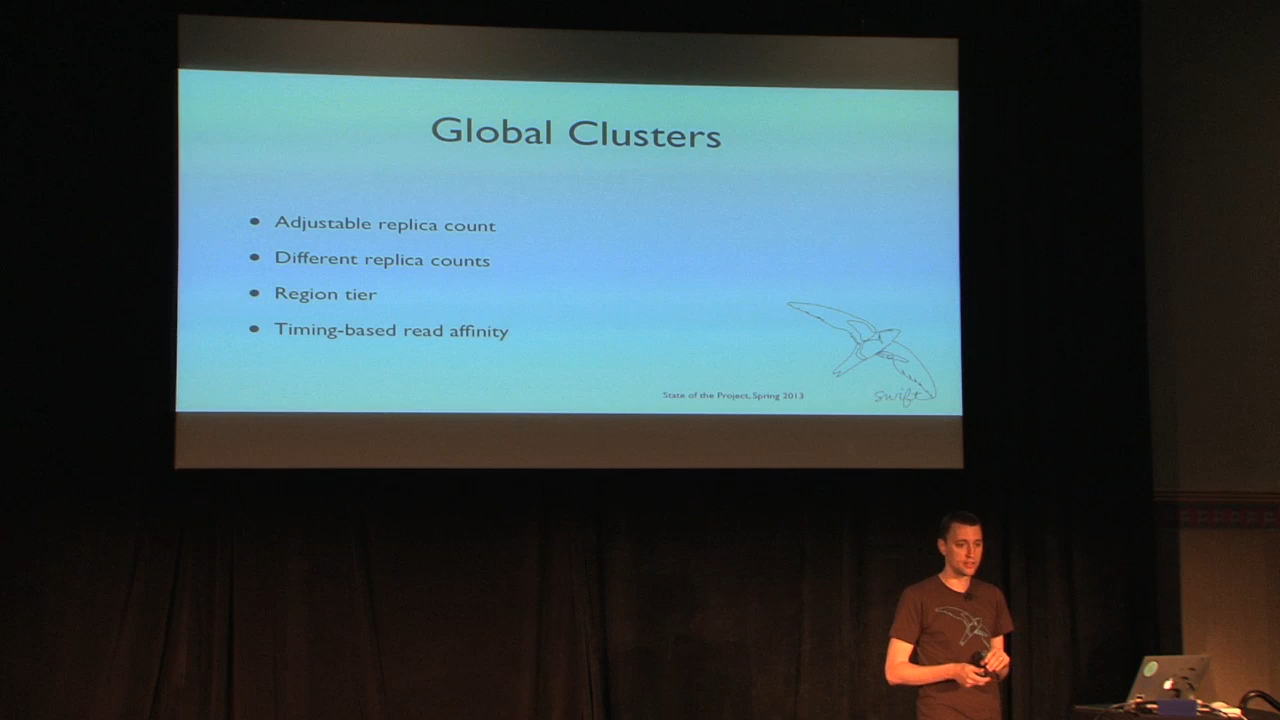 Global Clusters
• Adjustable replica count
• Different replica counts
• Region tier
• Timing-based read affinity
State of the Project, Spring 2013
swift